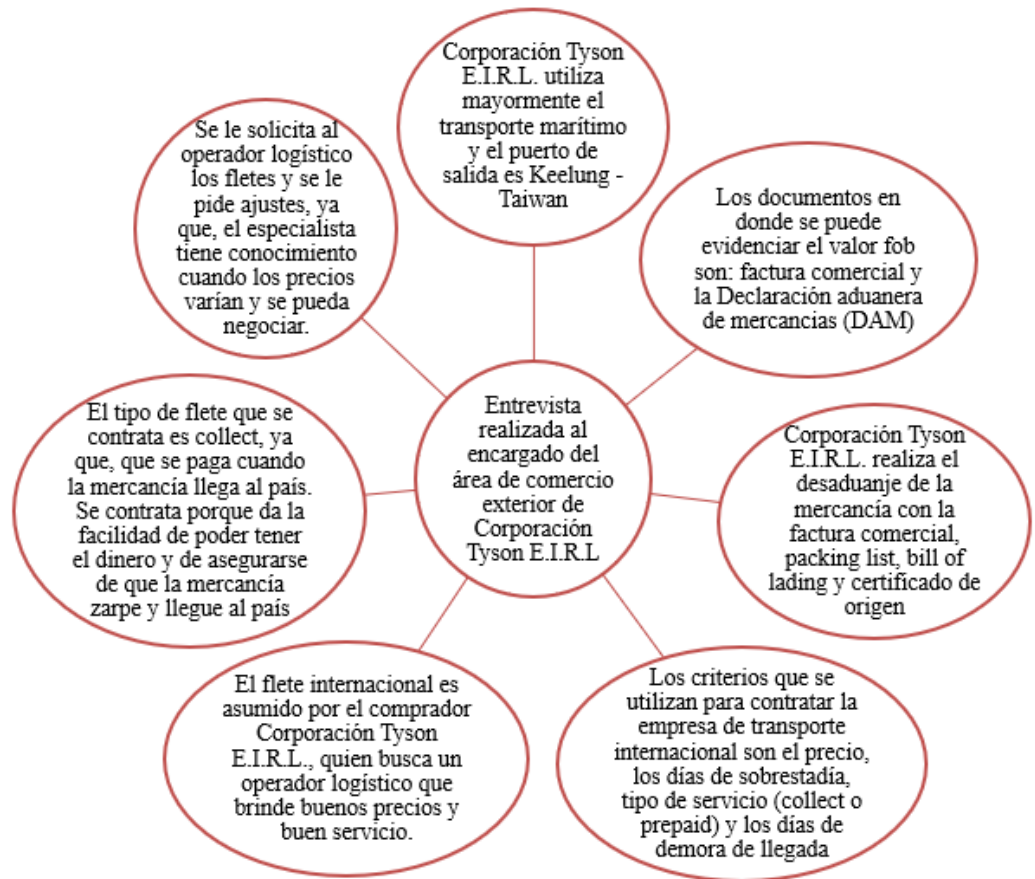 Corporación Tyson
E.I.R.L. utiliza
mayormente el
transporte marítimo
y el puerto de
salida es Keelung -
Taiwan
Se le solicita al
operador logístico
los fletes y se le
pide ajustes, ya
que, el especialista
tiene conocimiento
cuando los precios
varían y se pueda
negociar.
Los documentos en
donde se puede
evidenciar el valor fob
son: factura comercial y
la Declaración aduanera
de mercancias (DAM)
Entrevista
realizada al
encargado del
área de comercio
exterior de
Corporación
Tyson E.I.R.L
El tipo de flete que se
contrata es collect, ya
que, que se paga cuando
la mercancía llega al país.
Se contrata porque da la
facilidad de poder tener
el dinero y de asegurarse
de que la mercancía
zarpe y llegue al país
Corporación Tyson
E.I.R.L. realiza el
desaduanje de la
mercancía con la
factura comercial,
packing list, bill of
lading y certificado de
origen
El flete internacional es
asumido por el comprador
Corporación Tyson
E.I.R.L., quien busca un
operador logístico que
brinde buenos precios y
buen servicio.
Los criterios que se
utilizan para contratar la
empresa de transporte
internacional son el precio,
los días de sobrestadía,
tipo de servicio (collect o
prepaid) y los días de
demora de llegada